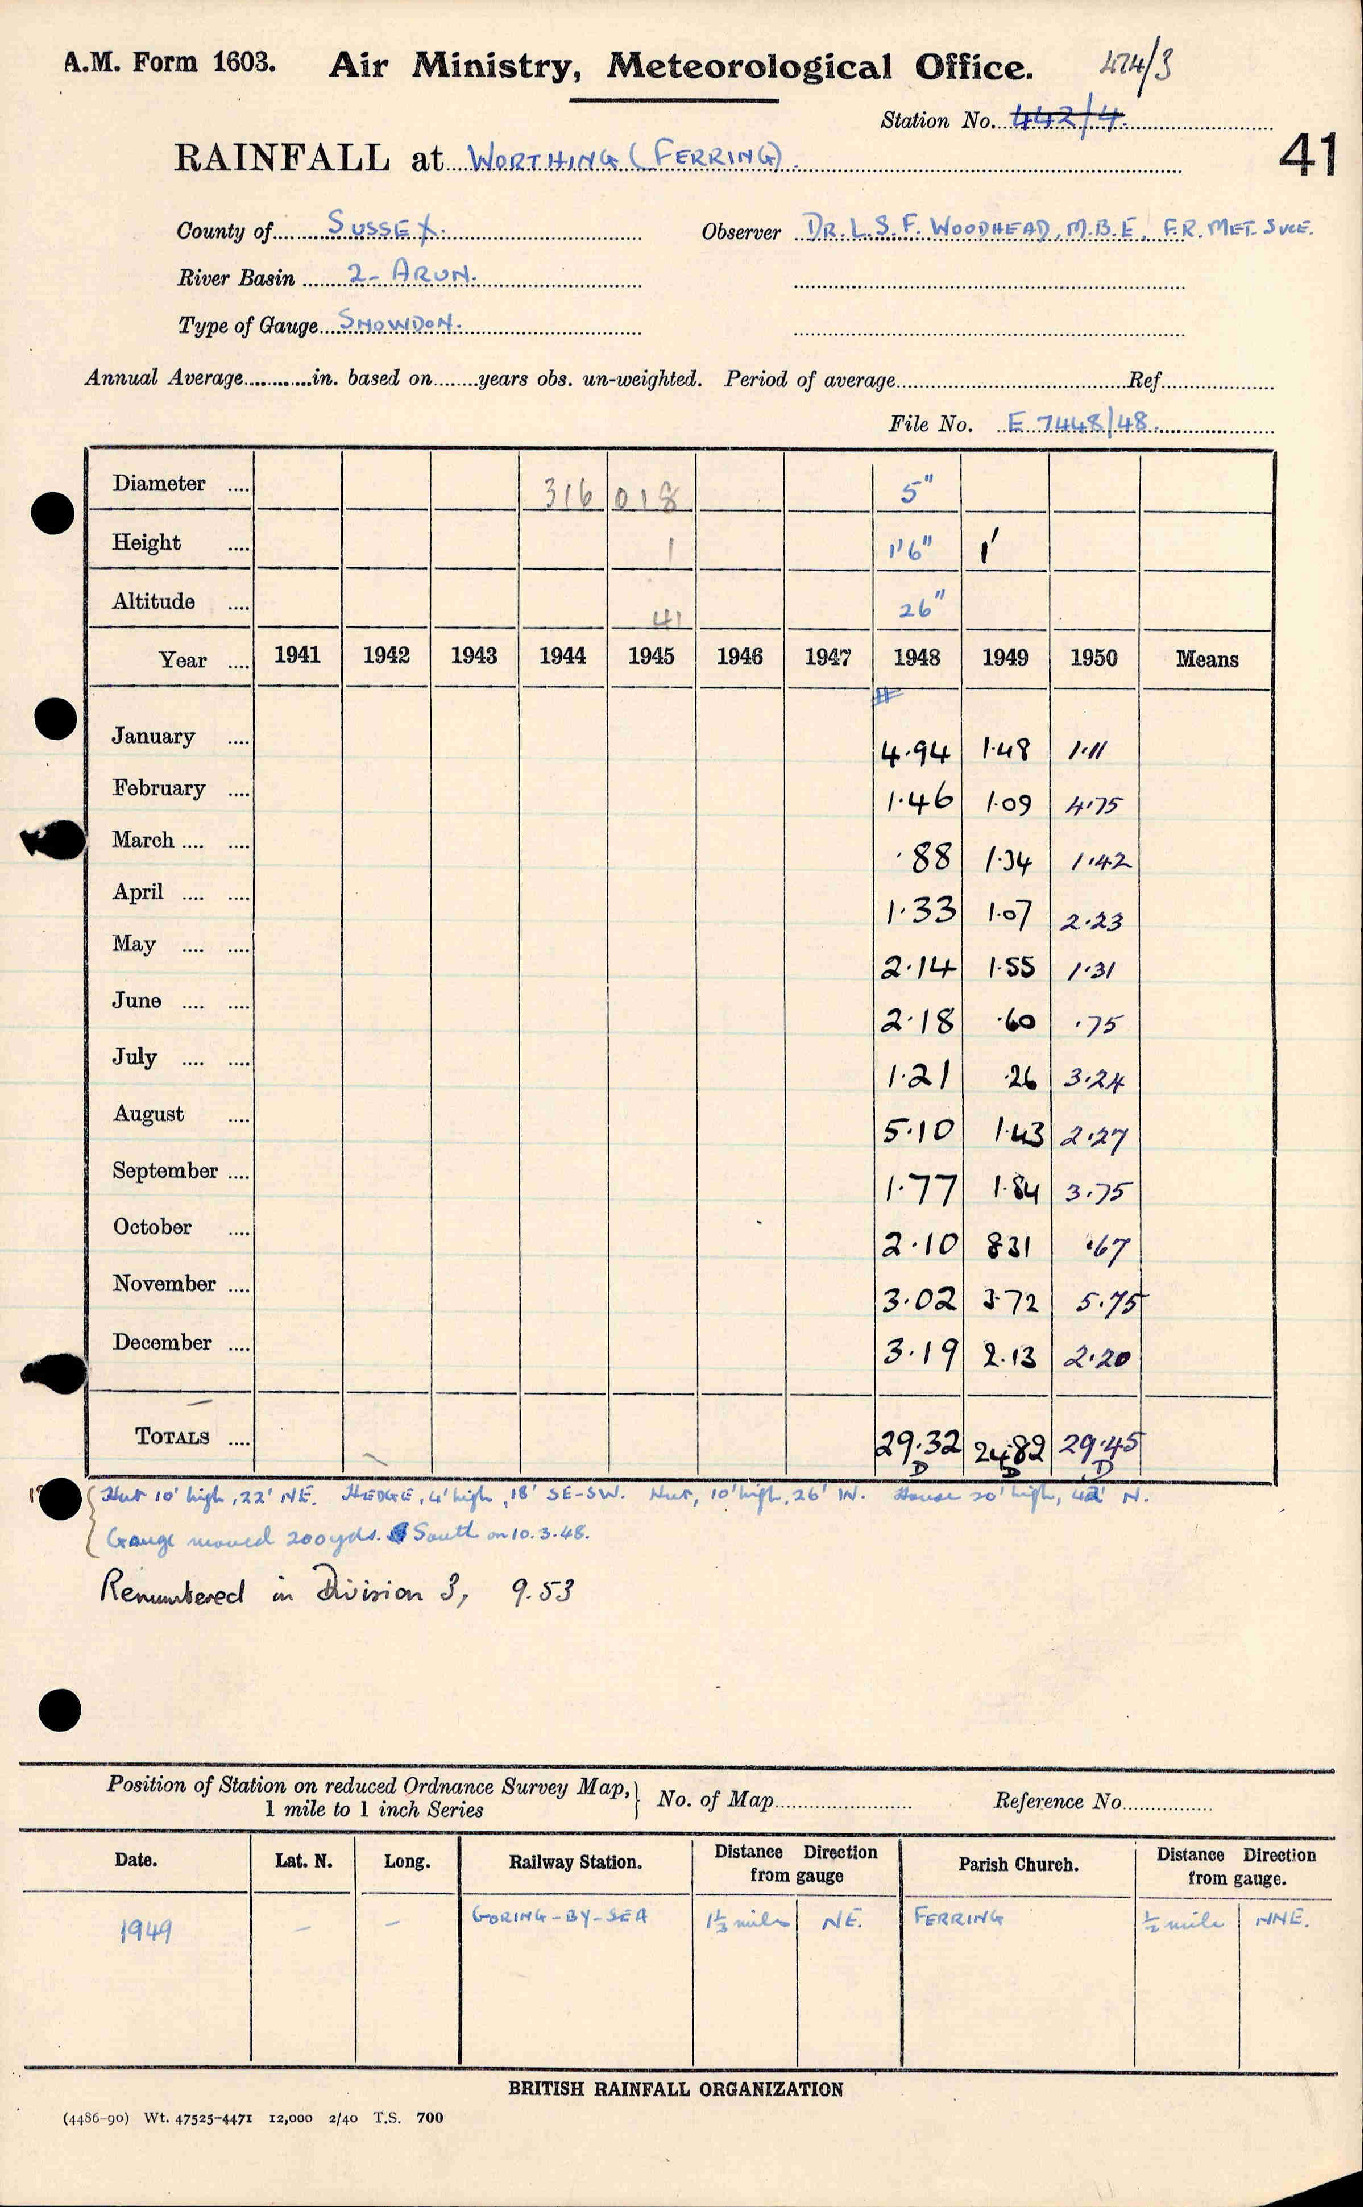 A.M. Form 1603. Air Ministry, Meteorological Office. 474/3
Station No. 442/4
RAINFALL at WORTHING (FERRING). 41
County of SUSSEX. Observer DR. L. S. F. WOODHEAD, M.B.E, F.R. MET. SOCE.
River Basin 2- ARUN.
Type of Gauge SNOWDON.
Annual Average............in. based on........years obs. un-weighted. Period of average........................................Ref...................
File No. E 7448/48.
Diameter .... 316 018 5"
Height .... 1 1'6" 1'
Altitude .... 41 26"
Year .... 1941 1942 1943 1944 1945 1946 1947 1948 1949 1950 Means
#
January .... 4.94 1.48 1.11
February .... 1.46 1.09 4.75
March .... .... .88 1.34 1.42
April .... .... 1.33 1.07 2.23
May .... .... 2.14 1.55 1.31
June .... .... 2.18 .60 .75
July .... .... 1.21 .26 3.24
August .... 5.10 1.43 2.27
September .... 1.77 1.84 3.75
October .... 2.10 8.31 .67
November .... 3.02 3.72 5.75
December .... 3.19 2.13 2.20
TOTALS .... 29.32 24.82 29.45
D D D
Hut 10' high, 22' NE. HEDGE, 4' high, 18' SE-SW. Hut, 10' high, 26' W. House 20' high, 42' N.
Gauge moved 200yds. South on 10.3.48.
Renumbered in Division 3, 9.53
Position of Station on reduced Ordnance Survey Map, } No. of Map........................ Reference No................
1 mile to 1 inch Series
Date. Lat. N. Long. Railway Station. Distance Direction from gauge Parish Church. Distance Direction from gauge.
1949 – – GORING-BY-SEA 1⅓ miles NE. FERRING ½ mile NNE.
BRITISH RAINFALL ORGANIZATION
(4486-90) Wt. 47525-4471 12,000 2/40 T.S. 700